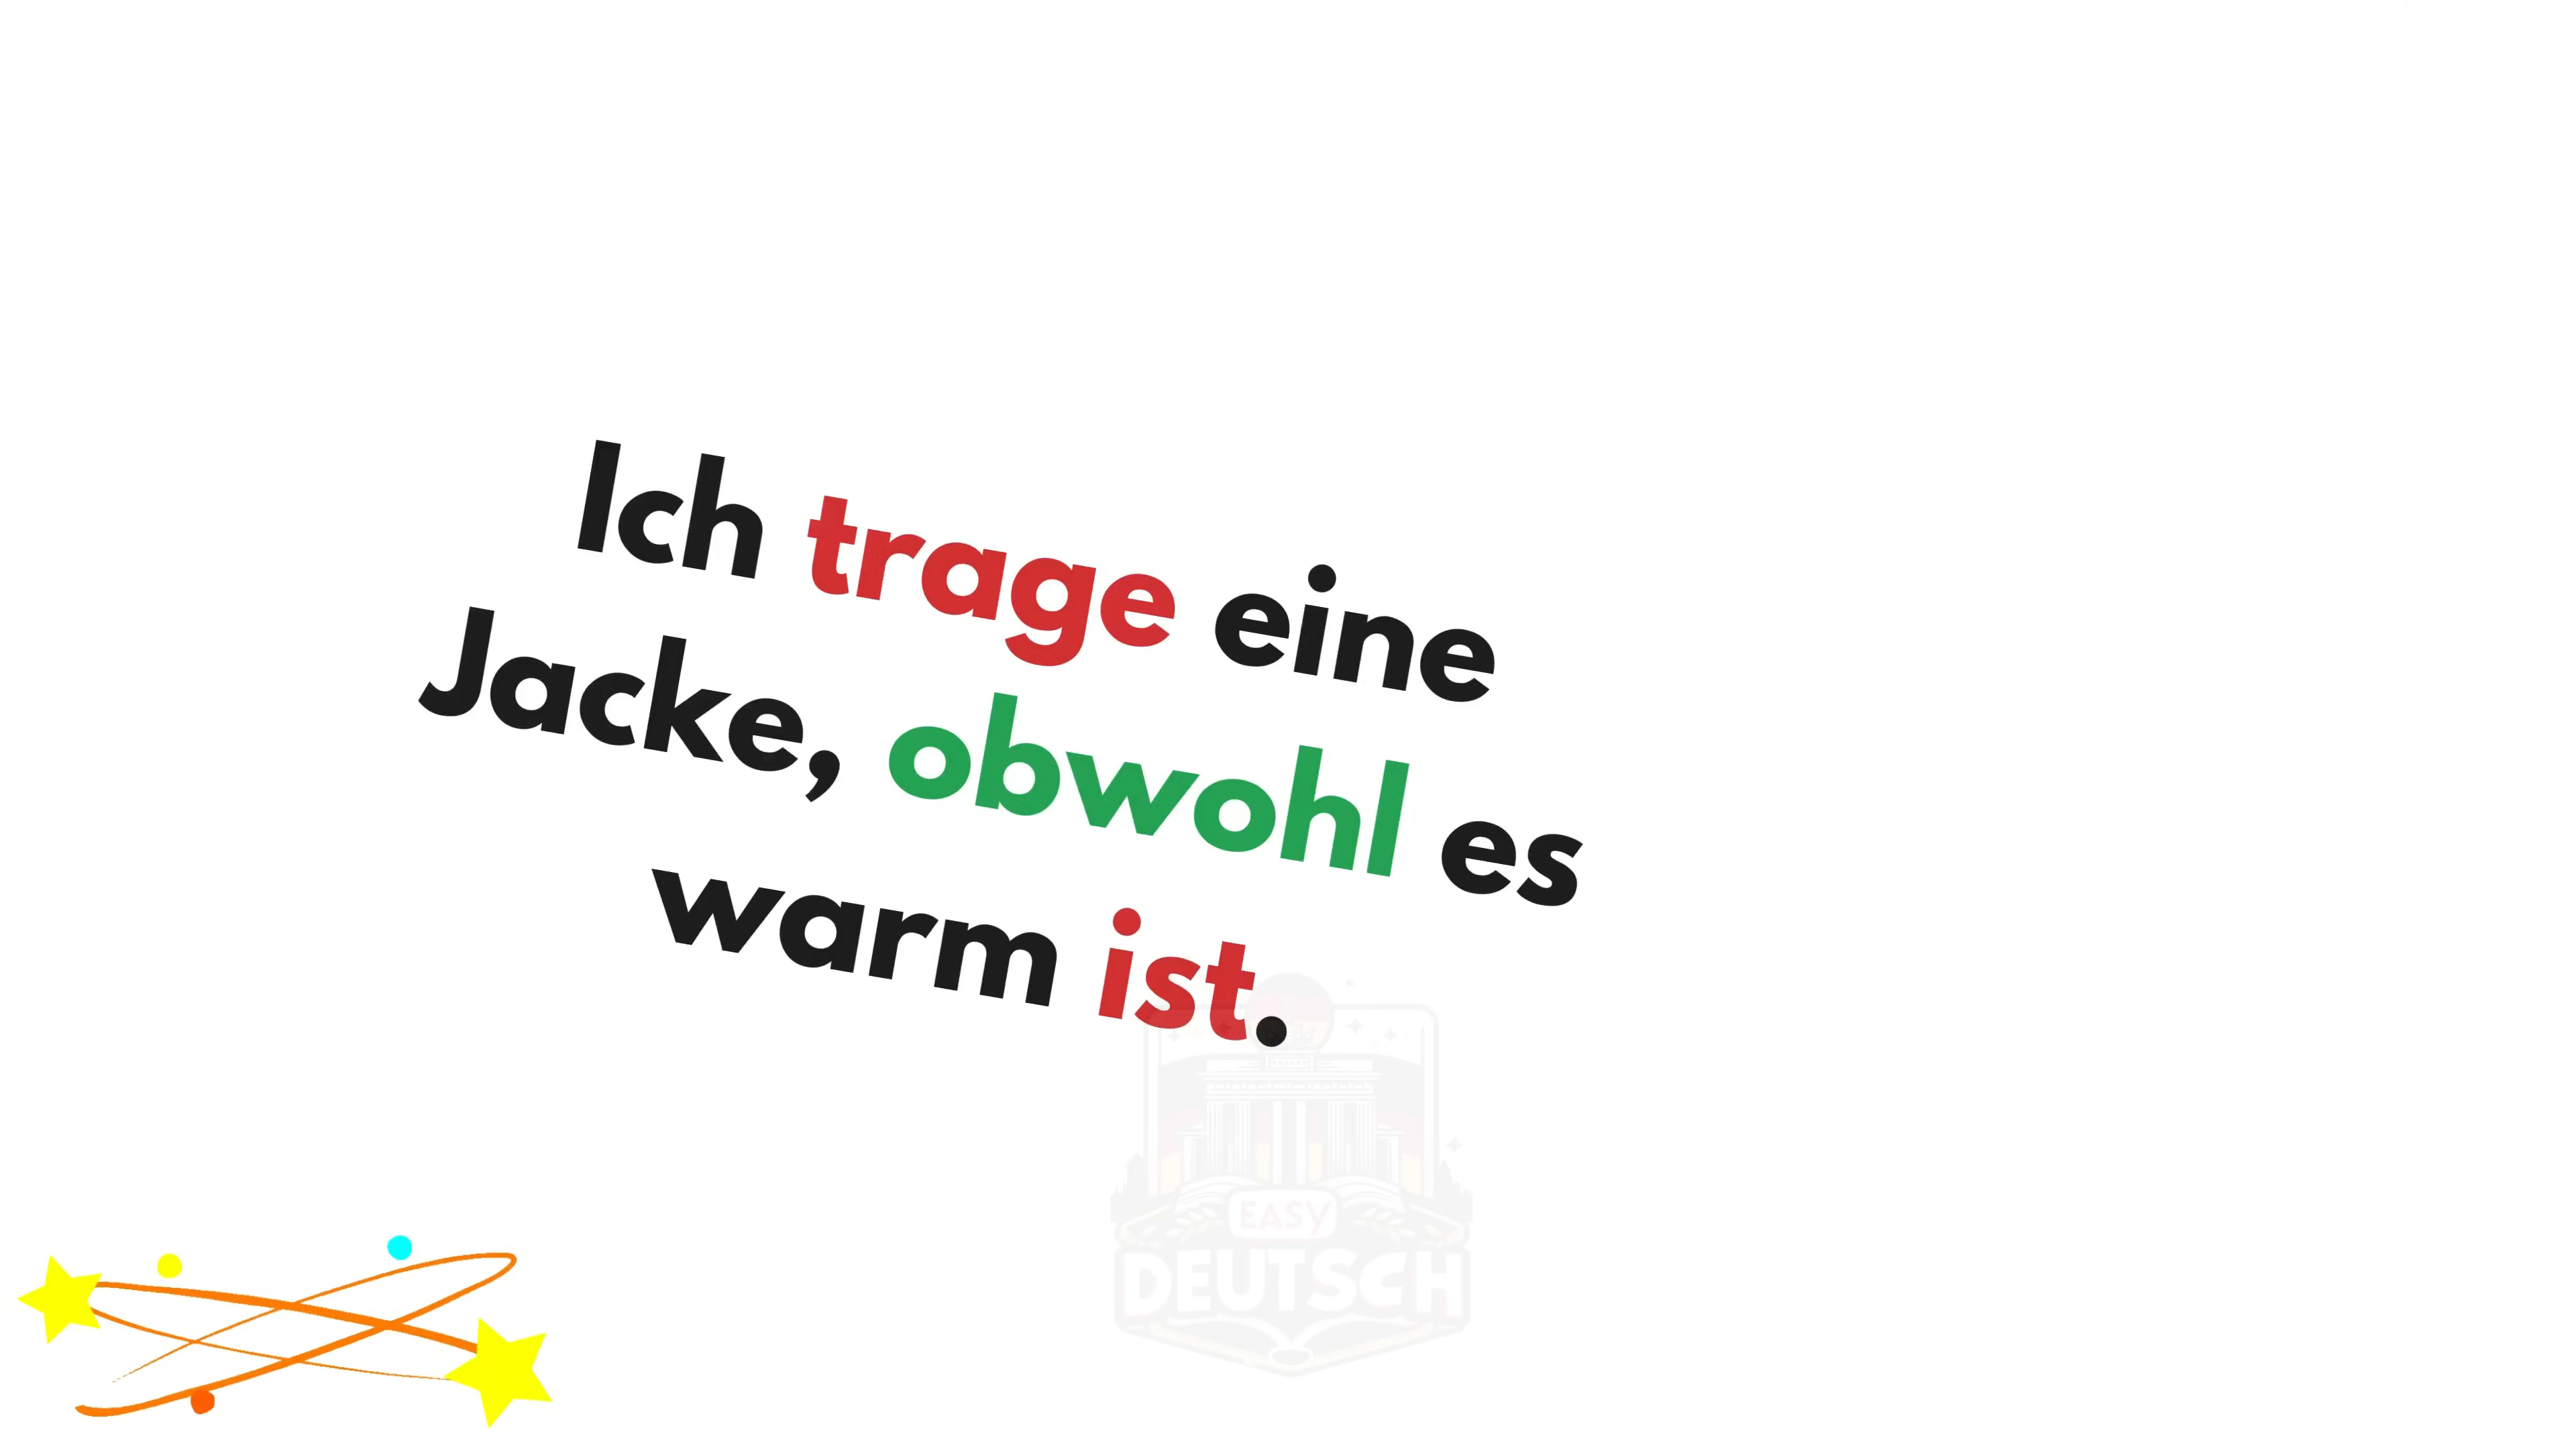 Ich trage eine
Jacke, obwohl es
warm ist.
EASY
DEUTSCH